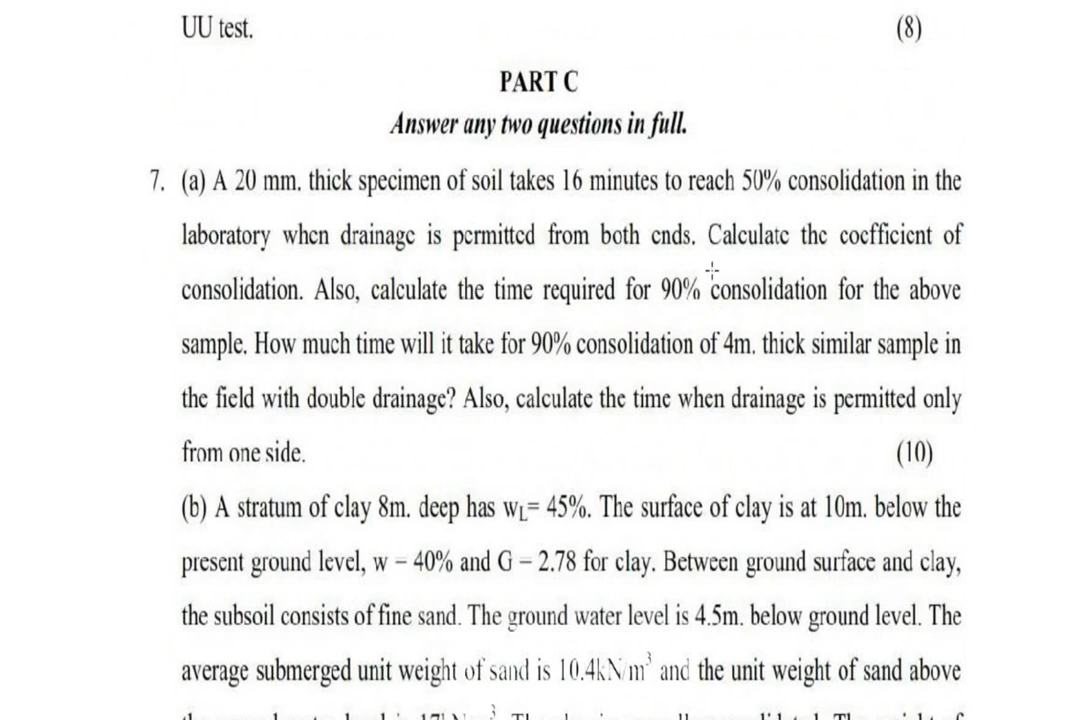 UU test. (8)
PART C
Answer any two questions in full.
7. (a) A 20 mm. thick specimen of soil takes 16 minutes to reach 50% consolidation in the
laboratory when drainage is permitted from both ends. Calculate the coefficient of
consolidation. Also, calculate the time required for 90% consolidation for the above
sample. How much time will it take for 90% consolidation of 4m. thick similar sample in
the field with double drainage? Also, calculate the time when drainage is permitted only
from one side. (10)
(b) A stratum of clay 8m. deep has wL= 45%. The surface of clay is at 10m. below the
present ground level, w = 40% and G = 2.78 for clay. Between ground surface and clay,
the subsoil consists of fine sand. The ground water level is 4.5m. below ground level. The
average submerged unit weight of sand is 10.4kN/m³ and the unit weight of sand above